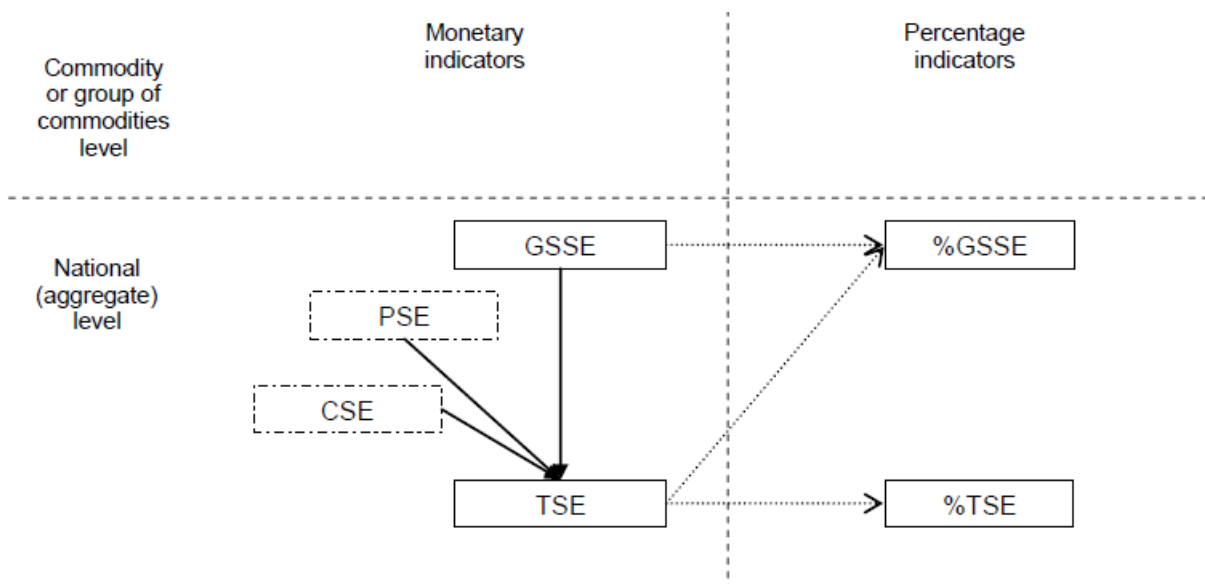 Monetary
indicators
Percentage
indicators
Commodity
or group of
commodities
level
GSSE
%GSSE
National
(aggregate)
level
PSE
CSE
TSE
%TSE